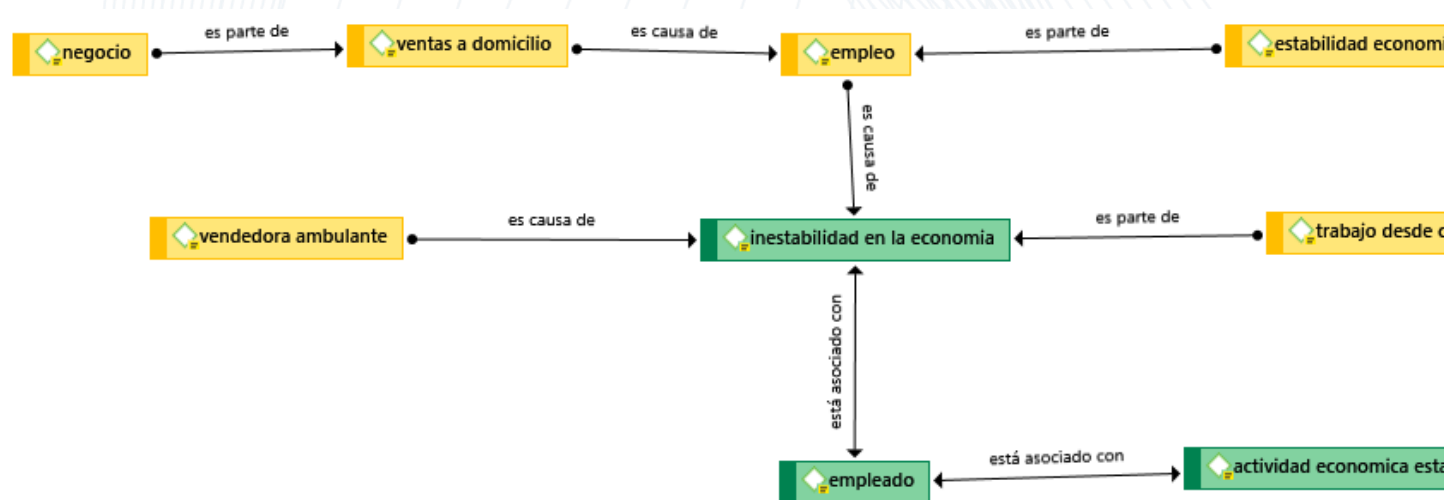 es parte de
es causa de
es parte de
negocio
ventas a domicilio
empleo
estabilidad
es causa de
es causa de
es parte de
vendedora ambulante
inestabilidad en la economia
trabajo desde
está asociado con
está asociado con
empleado
actividad economica